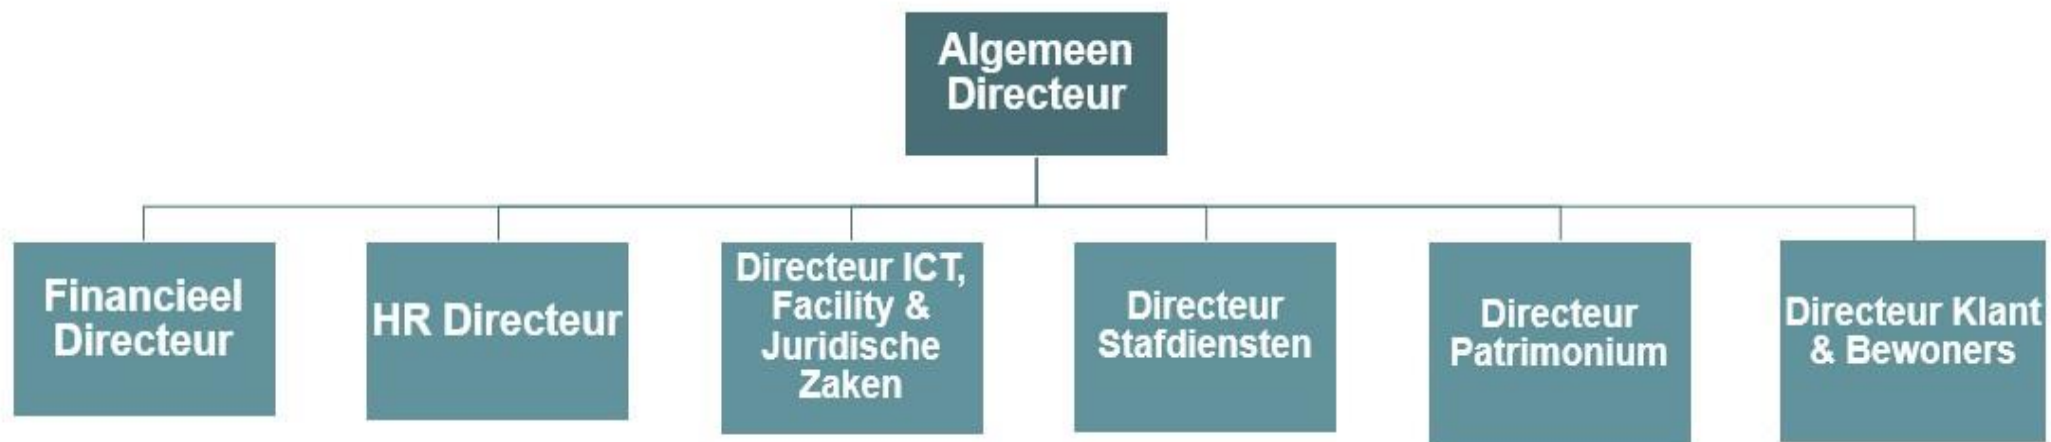 Algemeen
Directeur
Financieel
Directeur
HR Directeur
Directeur ICT,
Facility &
Juridische
Zaken
Directeur
Stafdiensten
Directeur
Patrimonium
Directeur Klant
& Bewoners